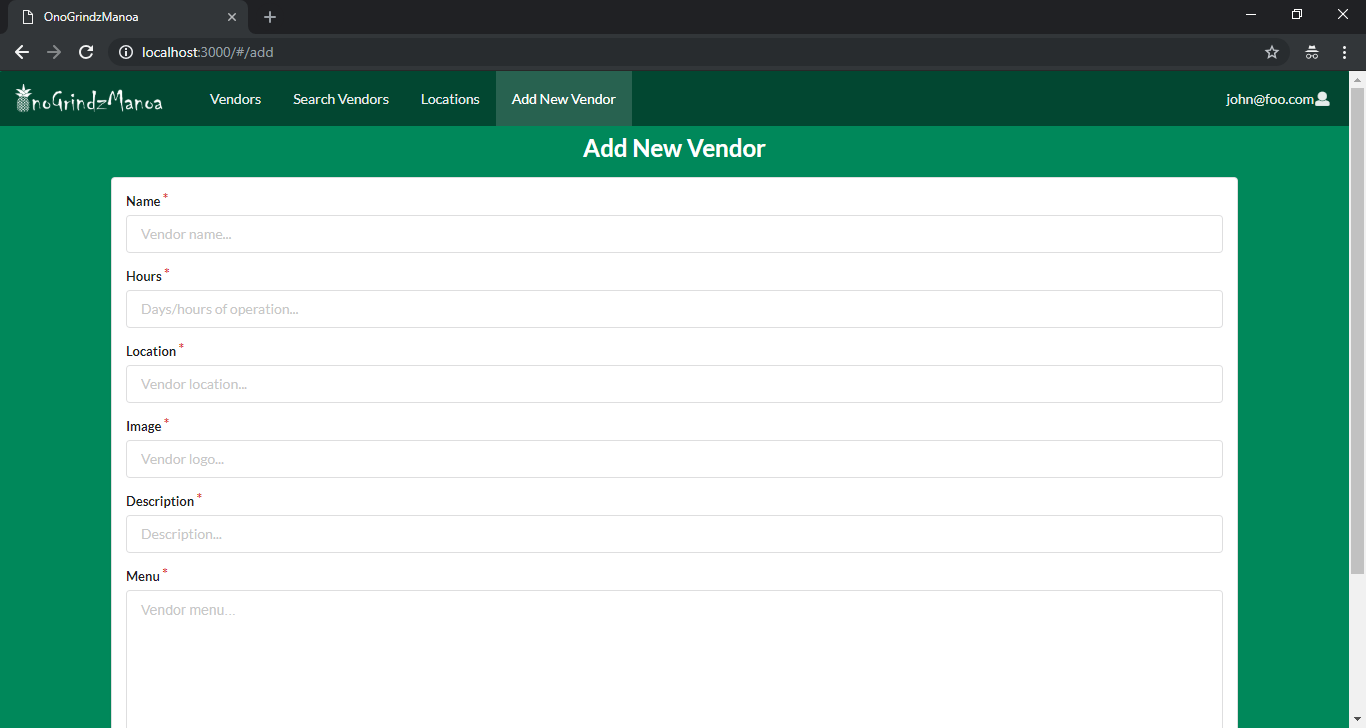 OnoGrindzManoa
localhost:3000/#/add
OnoGrindzManoa Vendors Search Vendors Locations Add New Vendor john@foo.com
Add New Vendor
Name *
Vendor name...
Hours *
Days/hours of operation...
Location *
Vendor location...
Image *
Vendor logo...
Description *
Description...
Menu *
Vendor menu...